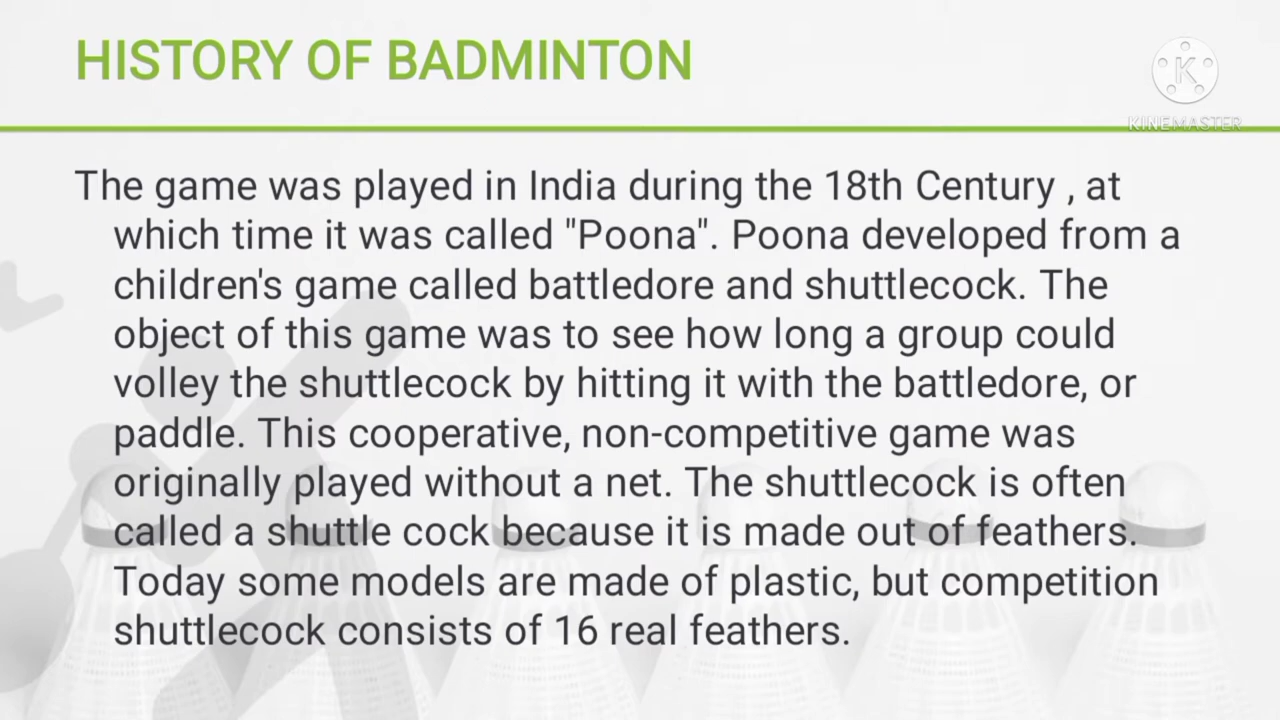 HISTORY OF BADMINTON
K
KINEMASTER
The game was played in India during the 18th Century , at
which time it was called "Poona". Poona developed from a
children's game called battledore and shuttlecock. The
object of this game was to see how long a group could
volley the shuttlecock by hitting it with the battledore, or
paddle. This cooperative, non-competitive game was
originally played without a net. The shuttlecock is often
called a shuttle cock because it is made out of feathers.
Today some models are made of plastic, but competition
shuttlecock consists of 16 real feathers.